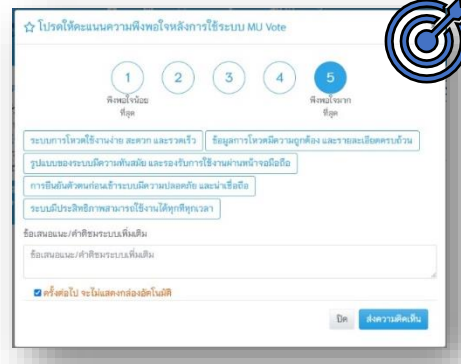 โปรดให้คะแนนความพึงพอใจหลังการใช้ระบบ MU Vote
1 2 3 4 5
พึงพอใจน้อย พึงพอใจมาก
ที่สุด ที่สุด
ระบบการโหวตใช้งานง่าย สะดวก และรวดเร็ว ข้อมูลการโหวตมีความถูกต้อง และรายละเอียดครบถ้วน
รูปแบบของระบบมีความทันสมัย และรองรับการใช้งานผ่านหน้าจอมือถือ
การยืนยันตัวตนก่อนเข้าระบบมีความปลอดภัย และน่าเชื่อถือ
ระบบมีประสิทธิภาพสามารถใช้งานได้ทุกที่ทุกเวลา
ข้อเสนอแนะ/คำติชมระบบเพิ่มเติม
ข้อเสนอแนะ/คำติชมระบบเพิ่มเติม
ครั้งต่อไป จะไม่แสดงกล่องอัตโนมัติ
ปิด ส่งความคิดเห็น